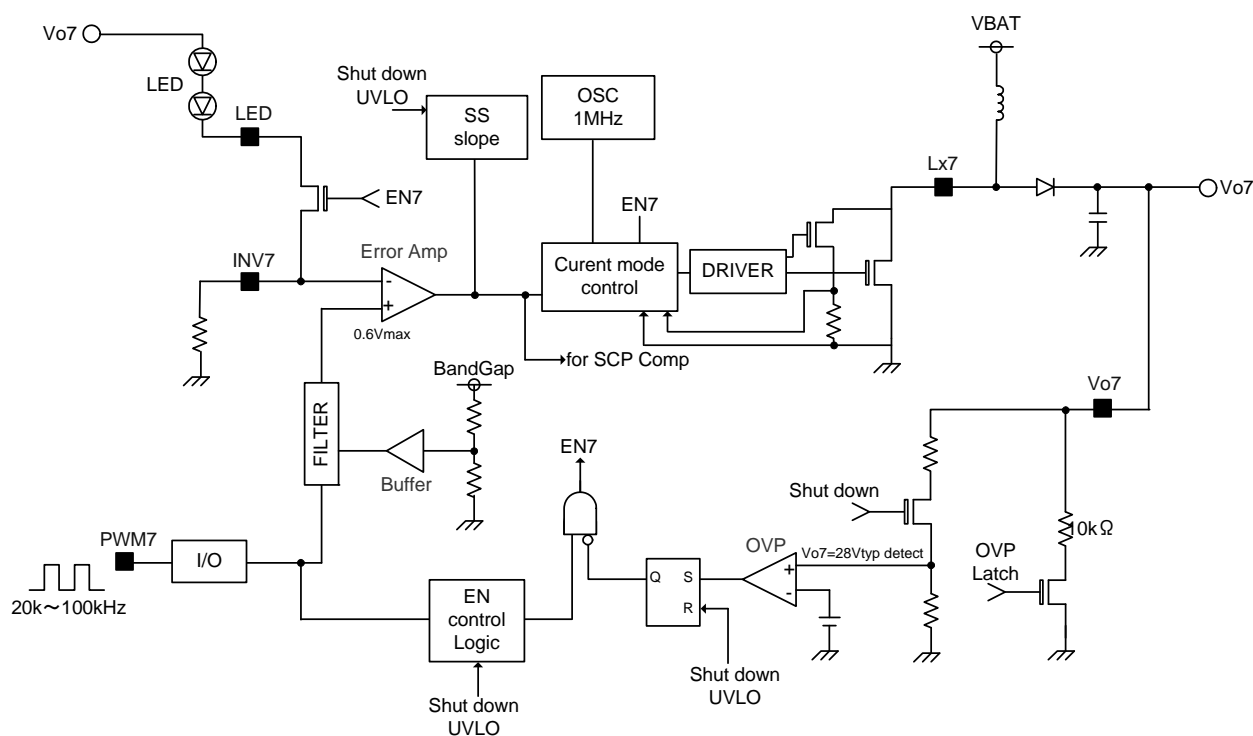 Vo7
LED
LED
EN7
INV7
Error Amp
-
+
0.6Vmax
Shut down
UVLO
SS
slope
OSC
1MHz
EN7
Curent mode
control
DRIVER
for SCP Comp
VBAT
Lx7
Vo7
Vo7
BandGap
FILTER
Buffer
EN7
PWM7
I/O
20k～100kHz
EN
control
Logic
Shut down
UVLO
Q
S
R
Shut down
UVLO
OVP
+
-
Vo7=28Vtyp detect
Shut down
10kΩ
OVP
Latch